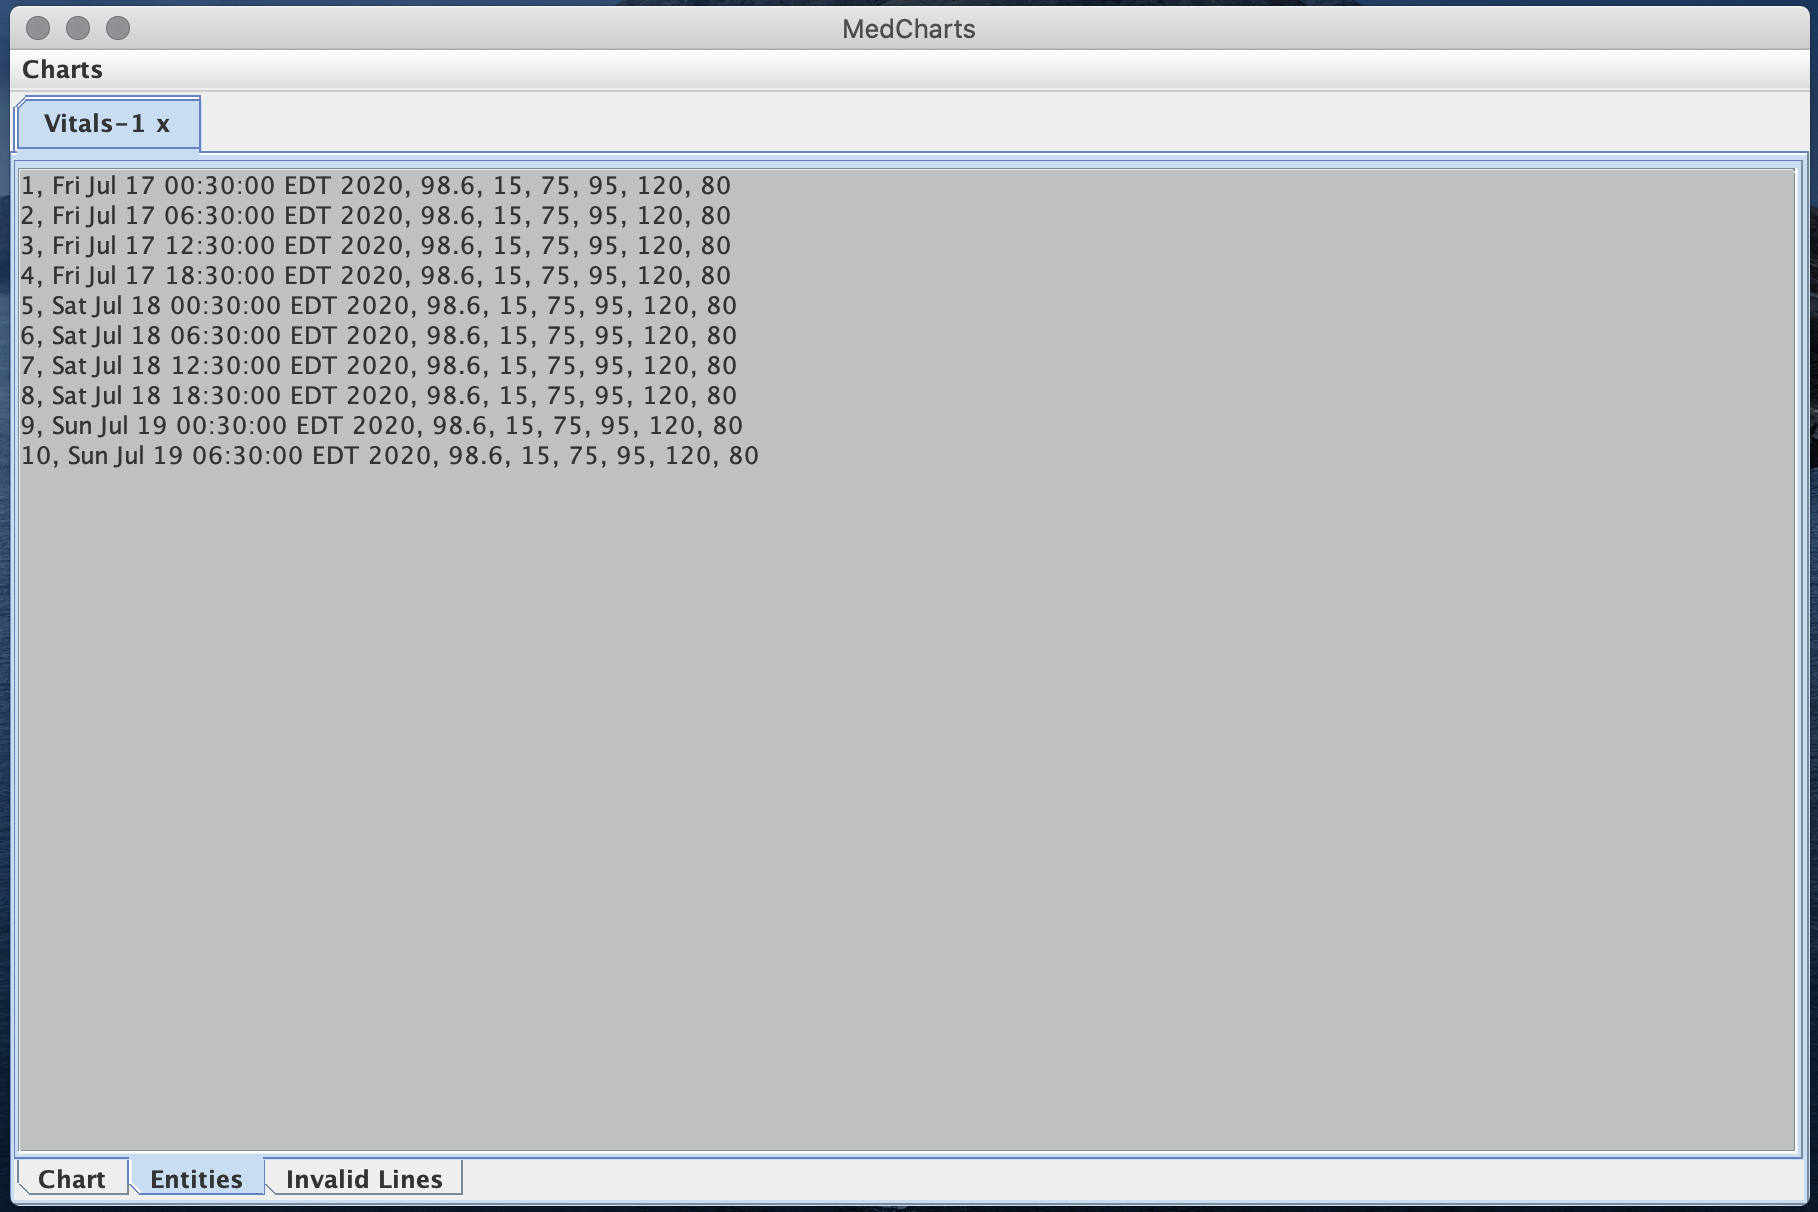 MedCharts
Charts
Vitals-1 x
1, Fri Jul 17 00:30:00 EDT 2020, 98.6, 15, 75, 95, 120, 80
2, Fri Jul 17 06:30:00 EDT 2020, 98.6, 15, 75, 95, 120, 80
3, Fri Jul 17 12:30:00 EDT 2020, 98.6, 15, 75, 95, 120, 80
4, Fri Jul 17 18:30:00 EDT 2020, 98.6, 15, 75, 95, 120, 80
5, Sat Jul 18 00:30:00 EDT 2020, 98.6, 15, 75, 95, 120, 80
6, Sat Jul 18 06:30:00 EDT 2020, 98.6, 15, 75, 95, 120, 80
7, Sat Jul 18 12:30:00 EDT 2020, 98.6, 15, 75, 95, 120, 80
8, Sat Jul 18 18:30:00 EDT 2020, 98.6, 15, 75, 95, 120, 80
9, Sun Jul 19 00:30:00 EDT 2020, 98.6, 15, 75, 95, 120, 80
10, Sun Jul 19 06:30:00 EDT 2020, 98.6, 15, 75, 95, 120, 80
Chart Entities Invalid Lines